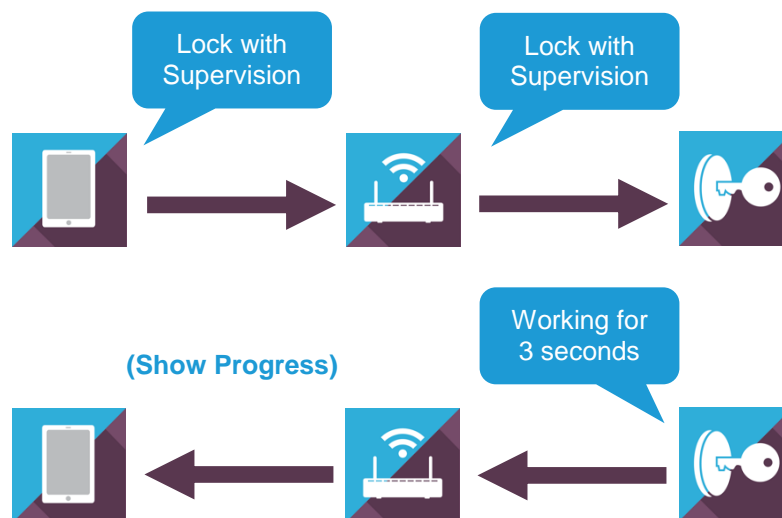 Lock with
Supervision
Lock with
Supervision
Working for
3 seconds
(Show Progress)